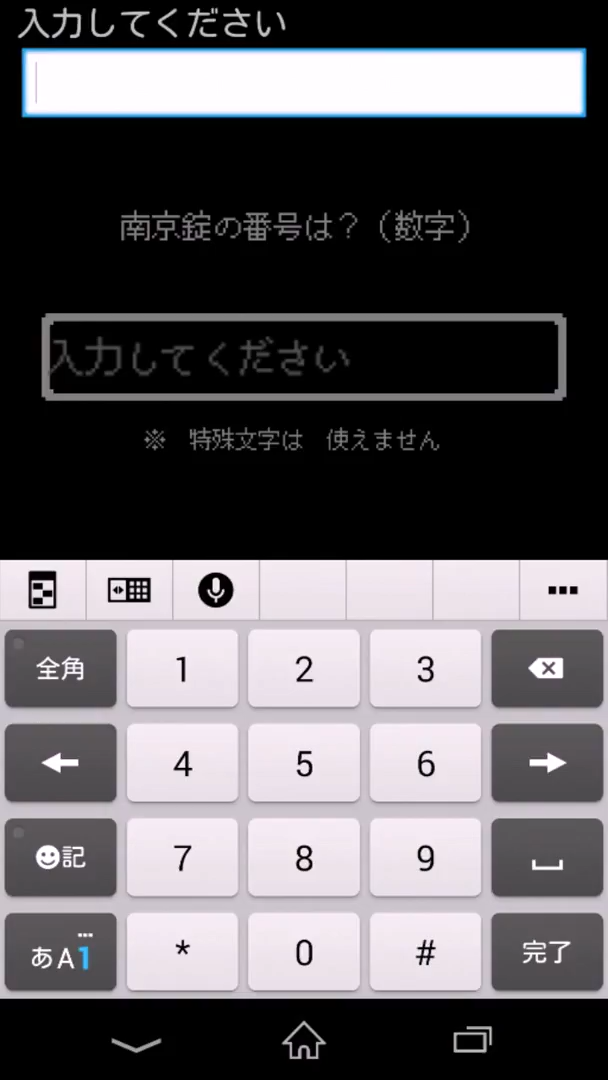 入力してください
南京錠の番号は？（数字）
入力してください
※ 特殊文字は 使えません
全角 1 2 3
4 5 6
記 7 8 9
あA1 * 0 # 完了